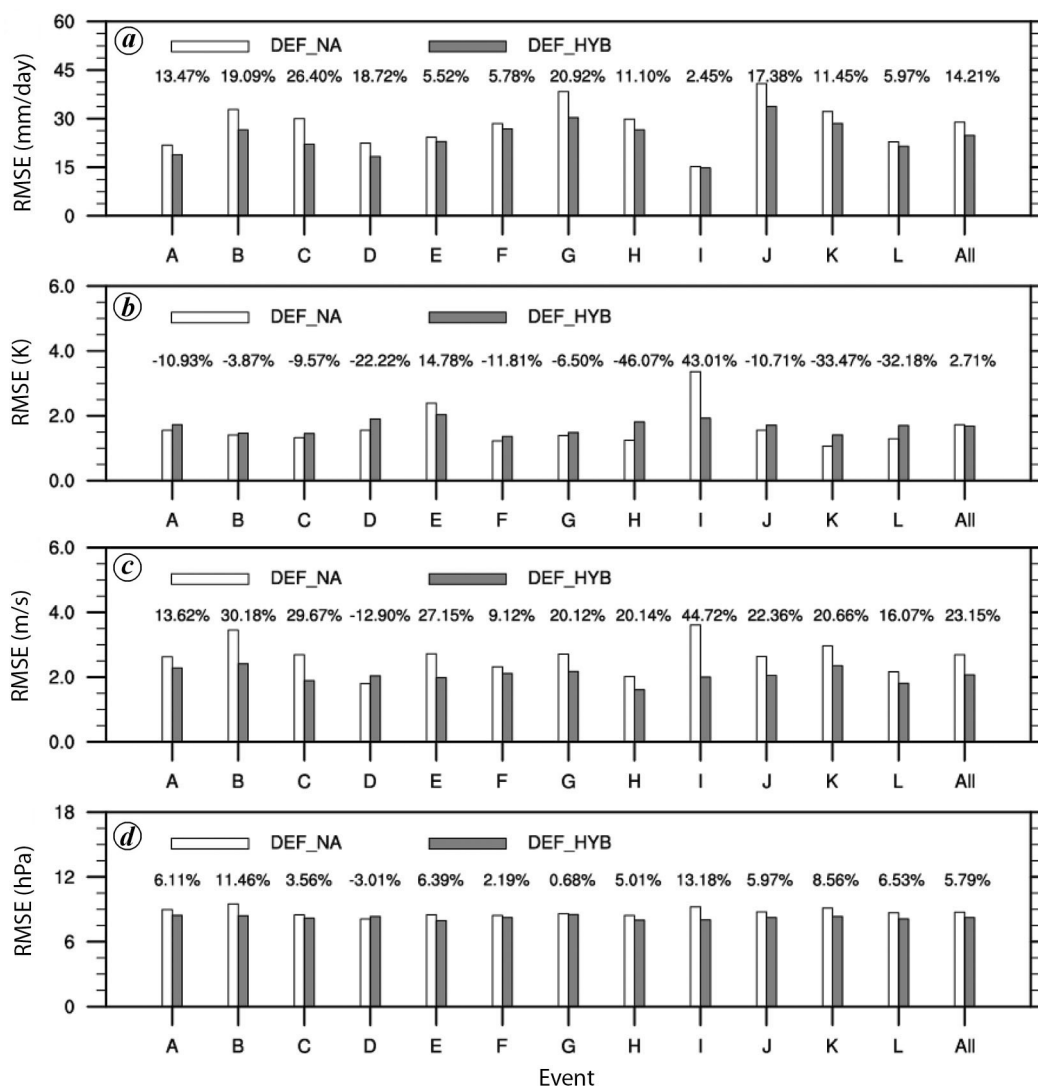 60
a DEF_NA DEF_HYB
45
13.47% 19.09% 26.40% 18.72% 5.52% 5.78% 20.92% 11.10% 2.45% 17.38% 11.45% 5.97% 14.21%
RMSE (mm/day)
30
15
0
A B C D E F G H I J K L All
6.0
b DEF_NA DEF_HYB
4.0
-10.93% -3.87% -9.57% -22.22% 14.78% -11.81% -6.50% -46.07% 43.01% -10.71% -33.47% -32.18% 2.71%
RMSE (K)
2.0
0.0
A B C D E F G H I J K L All
6.0
c DEF_NA DEF_HYB
4.0
13.62% 30.18% 29.67% -12.90% 27.15% 9.12% 20.12% 20.14% 44.72% 22.36% 20.66% 16.07% 23.15%
RMSE (m/s)
2.0
0.0
A B C D E F G H I J K L All
18
d DEF_NA DEF_HYB
12
6.11% 11.46% 3.56% -3.01% 6.39% 2.19% 0.68% 5.01% 13.18% 5.97% 8.56% 6.53% 5.79%
RMSE (hPa)
6
0
A B C D E F G H I J K L All
Event